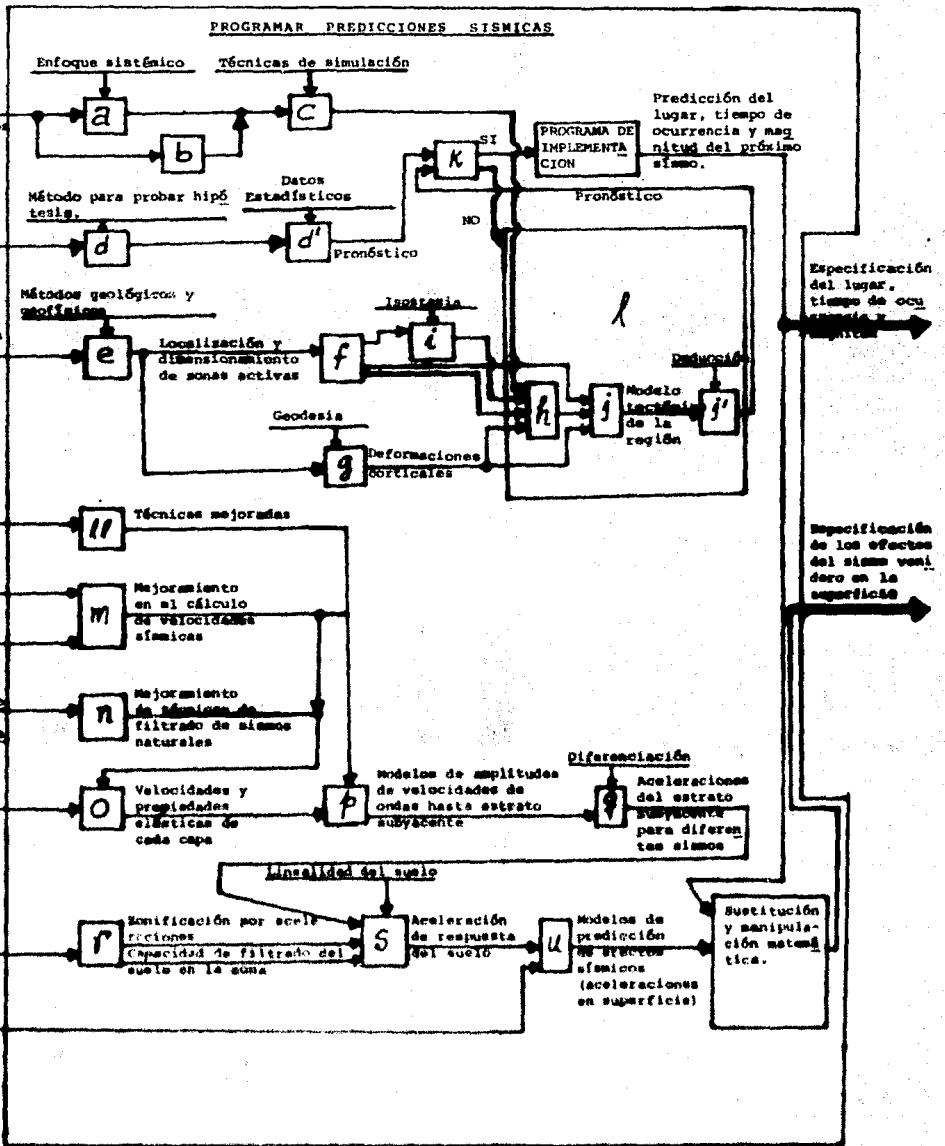 PROGRAMAR PREDICCIONES SISMICAS
Enfoque sistémico
Técnicas de simulación
a
c
b
Predicción del
lugar, tiempo de
ocurrencia y mag
nitud del próximo
sismo.
PROGRAMA DE
IMPLEMENTA
CION
SI
K
NO
Pronóstico
Método para probar hipó
tesis.
Datos
Estadísticos
d
d'
Pronóstico
Especificación
del lugar,
tiempo de ocu
rrencia y
magnitud
Métodos geológicos y
geofísicos
e
Localización y
dimensionamiento
de zonas activas
f
Isostasia
i
l
Deducción
h
j
Modelo
tectónico
de la
región
j'
Geodesia
g
Deformaciones
corticales
ll
Técnicas mejoradas
Especificación
de los efectos
del sismo veni
dero en la
superficie
m
Mejoramiento
en el cálculo
de velocidades
sísmicas
n
Mejoramiento
de técnicas de
filtrado de sismos
naturales
o
Velocidades y
propiedades
elásticas de
cada capa
p
Modelos de amplitudes
de velocidades de
ondas hasta estrato
subyacente
Diferenciación
q
Aceleraciones
del estrato
subyacente
para diferen
tes sismos
Linealidad del suelo
r
Zonificación por acele
raciones
Capacidad de filtrado del
suelo en la zona
s
Aceleración
de respuesta
del suelo
u
Modelos de
predicción
de efectos
sísmicos
(aceleraciones
en superficie)
Sustitución
y manipula-
ción matemá
tica.